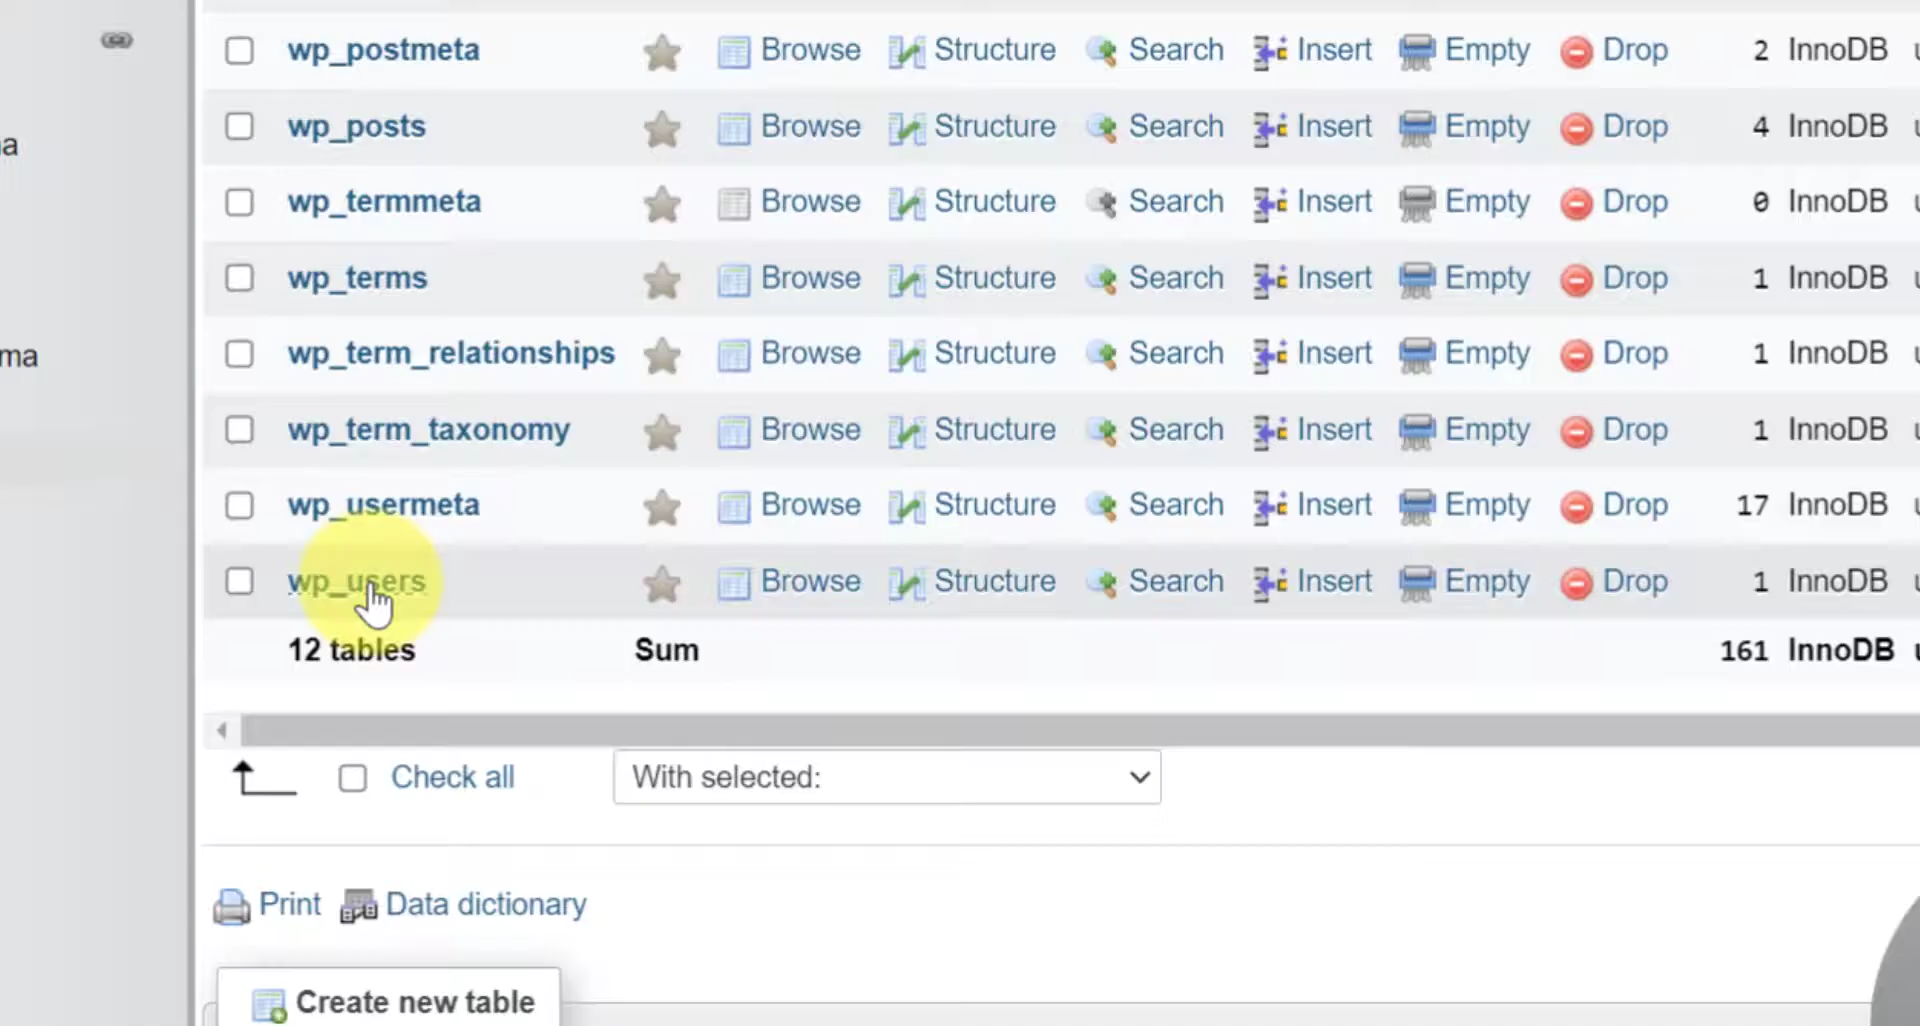 wp_postmeta Browse Structure Search Insert Empty Drop 2 InnoDB
wp_posts Browse Structure Search Insert Empty Drop 4 InnoDB
a
wp_termmeta Browse Structure Search Insert Empty Drop 0 InnoDB
wp_terms Browse Structure Search Insert Empty Drop 1 InnoDB
wp_term_relationships Browse Structure Search Insert Empty Drop 1 InnoDB
ma
wp_term_taxonomy Browse Structure Search Insert Empty Drop 1 InnoDB
wp_usermeta Browse Structure Search Insert Empty Drop 17 InnoDB
wp_users Browse Structure Search Insert Empty Drop 1 InnoDB
12 tables Sum 161 InnoDB
Check all With selected:
Print Data dictionary
Create new table